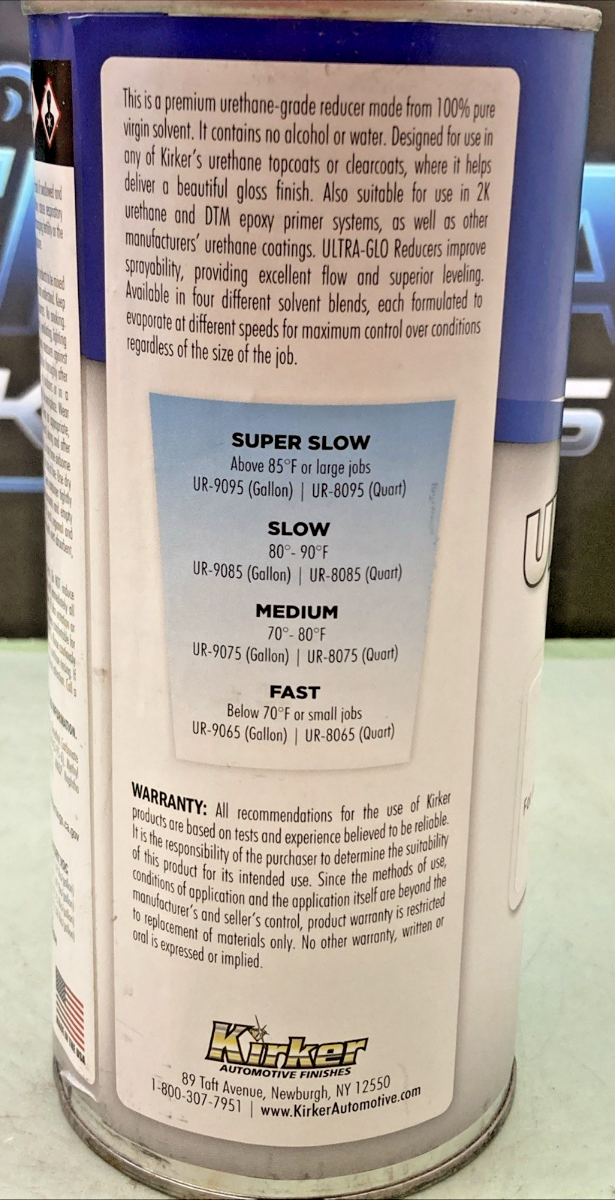 This is a premium urethane-grade reducer made from 100% pure
virgin solvent. It contains no alcohol or water. Designed for use in
any of Kirker's urethane topcoats or clearcoats, where it helps
deliver a beautiful gloss finish. Also suitable for use in 2K
urethane and DTM epoxy primer systems, as well as other
manufacturers' urethane coatings. ULTRA-GLO Reducers improve
sprayability, providing excellent flow and superior leveling.
Available in four different solvent blends, each formulated to
evaporate at different speeds for maximum control over conditions
regardless of the size of the job.
SUPER SLOW
Above 85°F or large jobs
UR-9095 (Gallon) | UR-8095 (Quart)
SLOW
80°- 90°F
UR-9085 (Gallon) | UR-8085 (Quart)
MEDIUM
70°- 80°F
UR-9075 (Gallon) | UR-8075 (Quart)
FAST
Below 70°F or small jobs
UR-9065 (Gallon) | UR-8065 (Quart)
WARRANTY: All recommendations for the use of Kirker
products are based on tests and experience believed to be reliable.
It is the responsibility of the purchaser to determine the suitability
of this product for its intended use. Since the methods of use,
conditions of application and the application itself are beyond the
manufacturer's and seller's control, product warranty is restricted
to replacement of materials only. No other warranty, written or
oral is expressed or implied.
Kirker
AUTOMOTIVE FINISHES
89 Taft Avenue, Newburgh, NY 12550
1-800-307-7951 | www.KirkerAutomotive.com
MADE IN THE USA